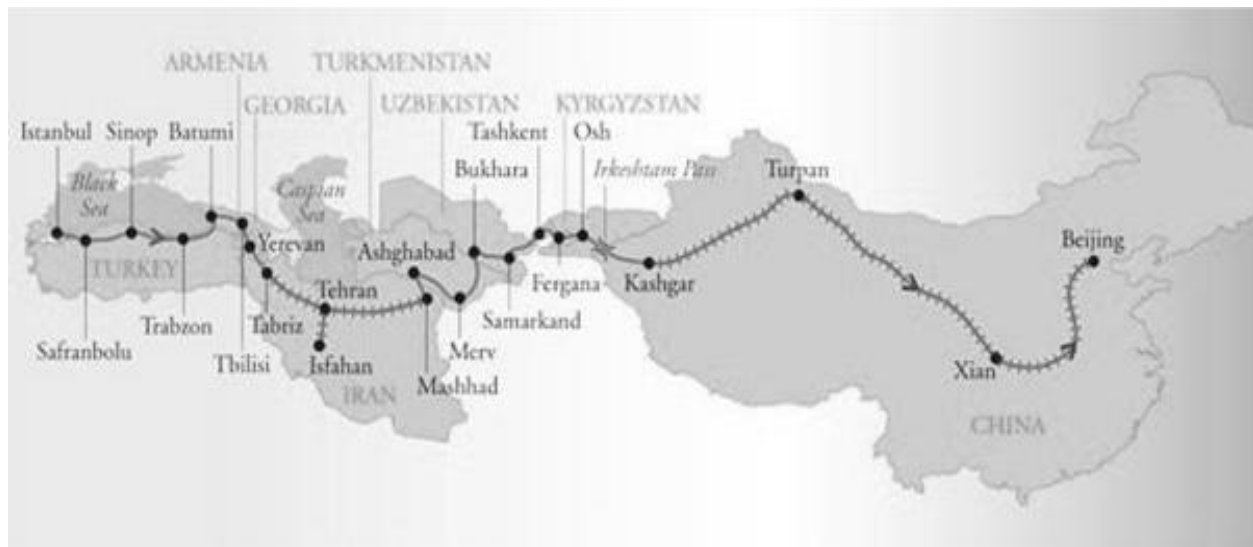 ARMENIA TURKMENISTAN
GEORGIA UZBEKISTAN KYRGYZSTAN
Istanbul Sinop Batumi Tashkent Osh
Bukhara Irkeshtam Pass Turpan
Black
Sea
Caspian
Sea
Yerevan Ashghabad Beijing
TURKEY Fergana Kashgar
Tehran
Trabzon Tabriz Samarkand
Safranbolu Tbilisi Isfahan Merv Xian
Mashhad
IRAN
CHINA